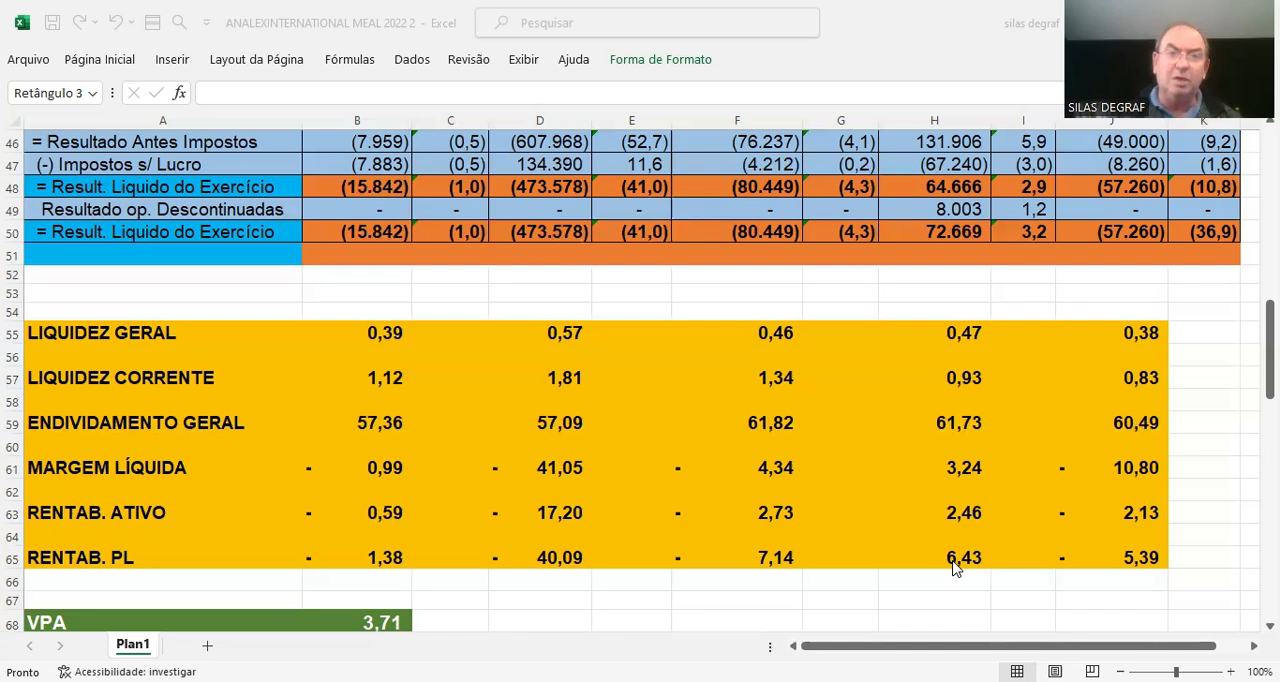 ANALEXINTERNATIONAL MEAL 2022 2 - Excel
Pesquisar
silas degraf
Arquivo Página Inicial Inserir Layout da Página Fórmulas Dados Revisão Exibir Ajuda Forma de Formato
Retângulo 3 fx
SILAS DEGRAF
A B C D E F G H I J K
46 = Resultado Antes Impostos (7.959) (0,5) (607.968) (52,7) (76.237) (4,1) 131.906 5,9 (49.000) (9,2)
47 (-) Impostos s/ Lucro (7.883) (0,5) 134.390 11,6 (4.212) (0,2) (67.240) (3,0) (8.260) (1,6)
48 = Result. Liquido do Exercício (15.842) (1,0) (473.578) (41,0) (80.449) (4,3) 64.666 2,9 (57.260) (10,8)
49 Resultado op. Descontinuadas - - - - - - 8.003 1,2 - -
50 = Result. Liquido do Exercício (15.842) (1,0) (473.578) (41,0) (80.449) (4,3) 72.669 3,2 (57.260) (36,9)
51
52
53
54
55 LIQUIDEZ GERAL 0,39 0,57 0,46 0,47 0,38
56
57 LIQUIDEZ CORRENTE 1,12 1,81 1,34 0,93 0,83
58
59 ENDIVIDAMENTO GERAL 57,36 57,09 61,82 61,73 60,49
60
61 MARGEM LÍQUIDA - 0,99 - 41,05 - 4,34 3,24 - 10,80
62
63 RENTAB. ATIVO - 0,59 - 17,20 - 2,73 2,46 - 2,13
64
65 RENTAB. PL - 1,38 - 40,09 - 7,14 6,43 - 5,39
66
67
68 VPA 3,71
Plan1
Pronto Acessibilidade: investigar 100%